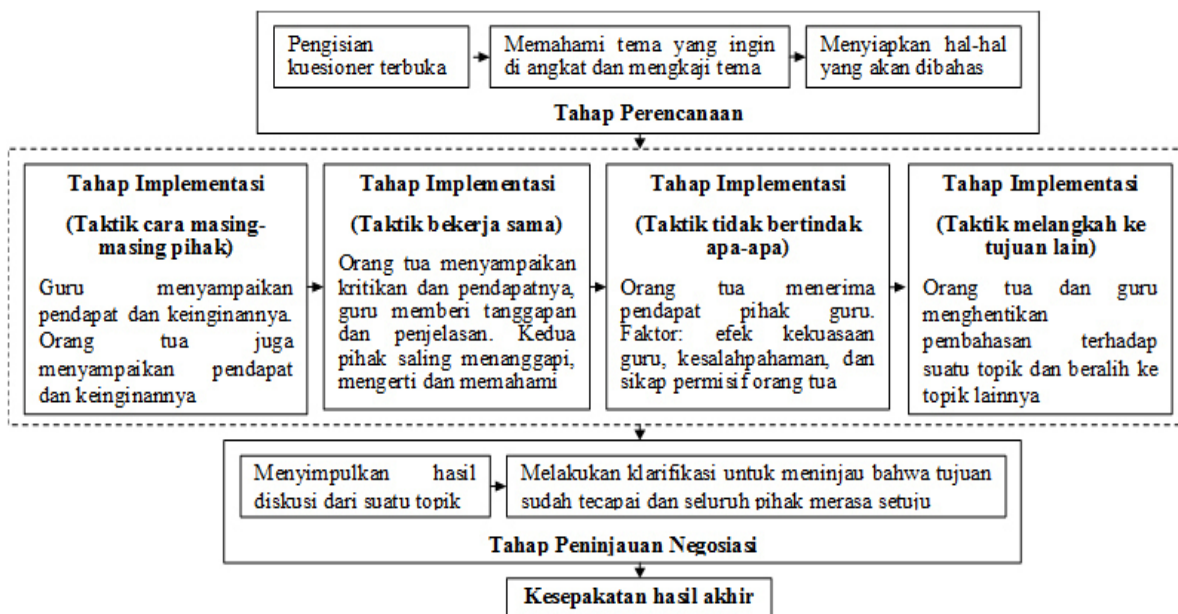 Pengisian
kuesioner terbuka
Memahami tema yang ingin
di angkat dan mengkaji tema
Menyiapkan hal-hal
yang akan dibahas
Tahap Perencanaan
Tahap Implementasi
(Taktik cara masing-
masing pihak)
Guru menyampaikan
pendapat dan keinginannya.
Orang tua juga
menyampaikan pendapat
dan keinginannya
Tahap Implementasi
(Taktik bekerja sama)
Orang tua menyampaikan
kritikan dan pendapatnya,
guru memberi tanggapan
dan penjelasan. Kedua
pihak saling menanggapi,
mengerti dan memahami
Tahap Implementasi
(Taktik tidak bertindak
apa-apa)
Orang tua menerima
pendapat pihak guru.
Faktor: efek kekuasaan
guru, kesalahpahaman, dan
sikap permisif orang tua
Tahap Implementasi
(Taktik melangkah ke
tujuan lain)
Orang tua dan guru
menghentikan
pembahasan terhadap
suatu topik dan beralih ke
topik lainnya
Menyimpulkan hasil
diskusi dari suatu topik
Melakukan klarifikasi untuk meninjau bahwa tujuan
sudah tecapai dan seluruh pihak merasa setuju
Tahap Peninjauan Negosiasi
Kesepakatan hasil akhir